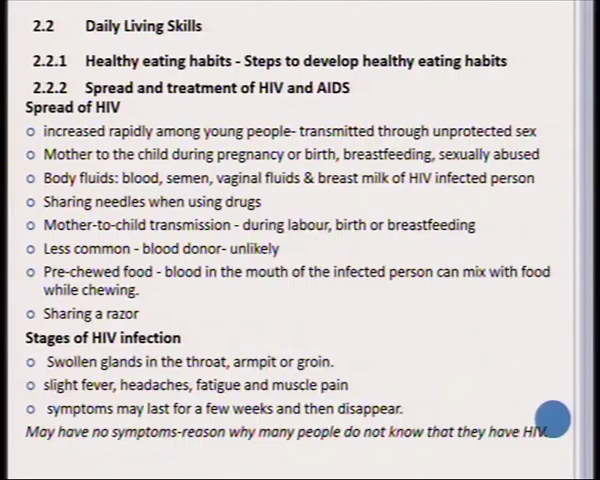 2.2 Daily Living Skills
2.2.1 Healthy eating habits - Steps to develop healthy eating habits
2.2.2 Spread and treatment of HIV and AIDS
Spread of HIV
increased rapidly among young people- transmitted through unprotected sex
Mother to the child during pregnancy or birth, breastfeeding, sexually abused
Body fluids: blood, semen, vaginal fluids & breast milk of HIV infected person
Sharing needles when using drugs
Mother-to-child transmission - during labour, birth or breastfeeding
Less common - blood donor- unlikely
Pre-chewed food - blood in the mouth of the infected person can mix with food
while chewing.
Sharing a razor
Stages of HIV infection
Swollen glands in the throat, armpit or groin.
slight fever, headaches, fatigue and muscle pain
symptoms may last for a few weeks and then disappear.
May have no symptoms-reason why many people do not know that they have HIV.